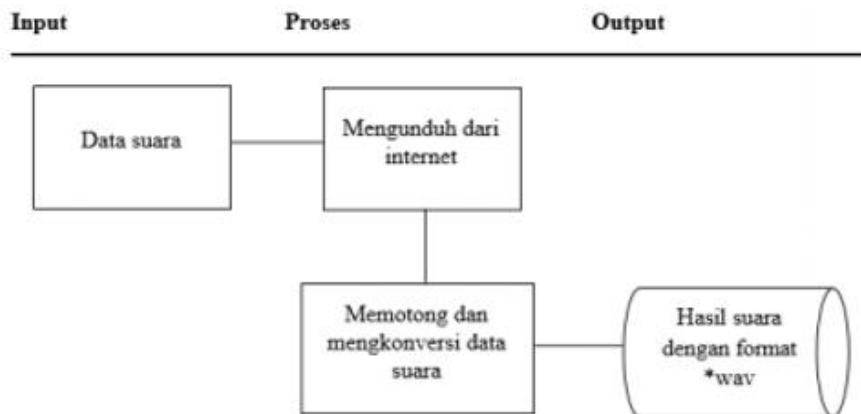 Input Proses Output
Data suara
Mengunduh dari
internet
Memotong dan
mengkonversi data
suara
Hasil suara
dengan format
*wav